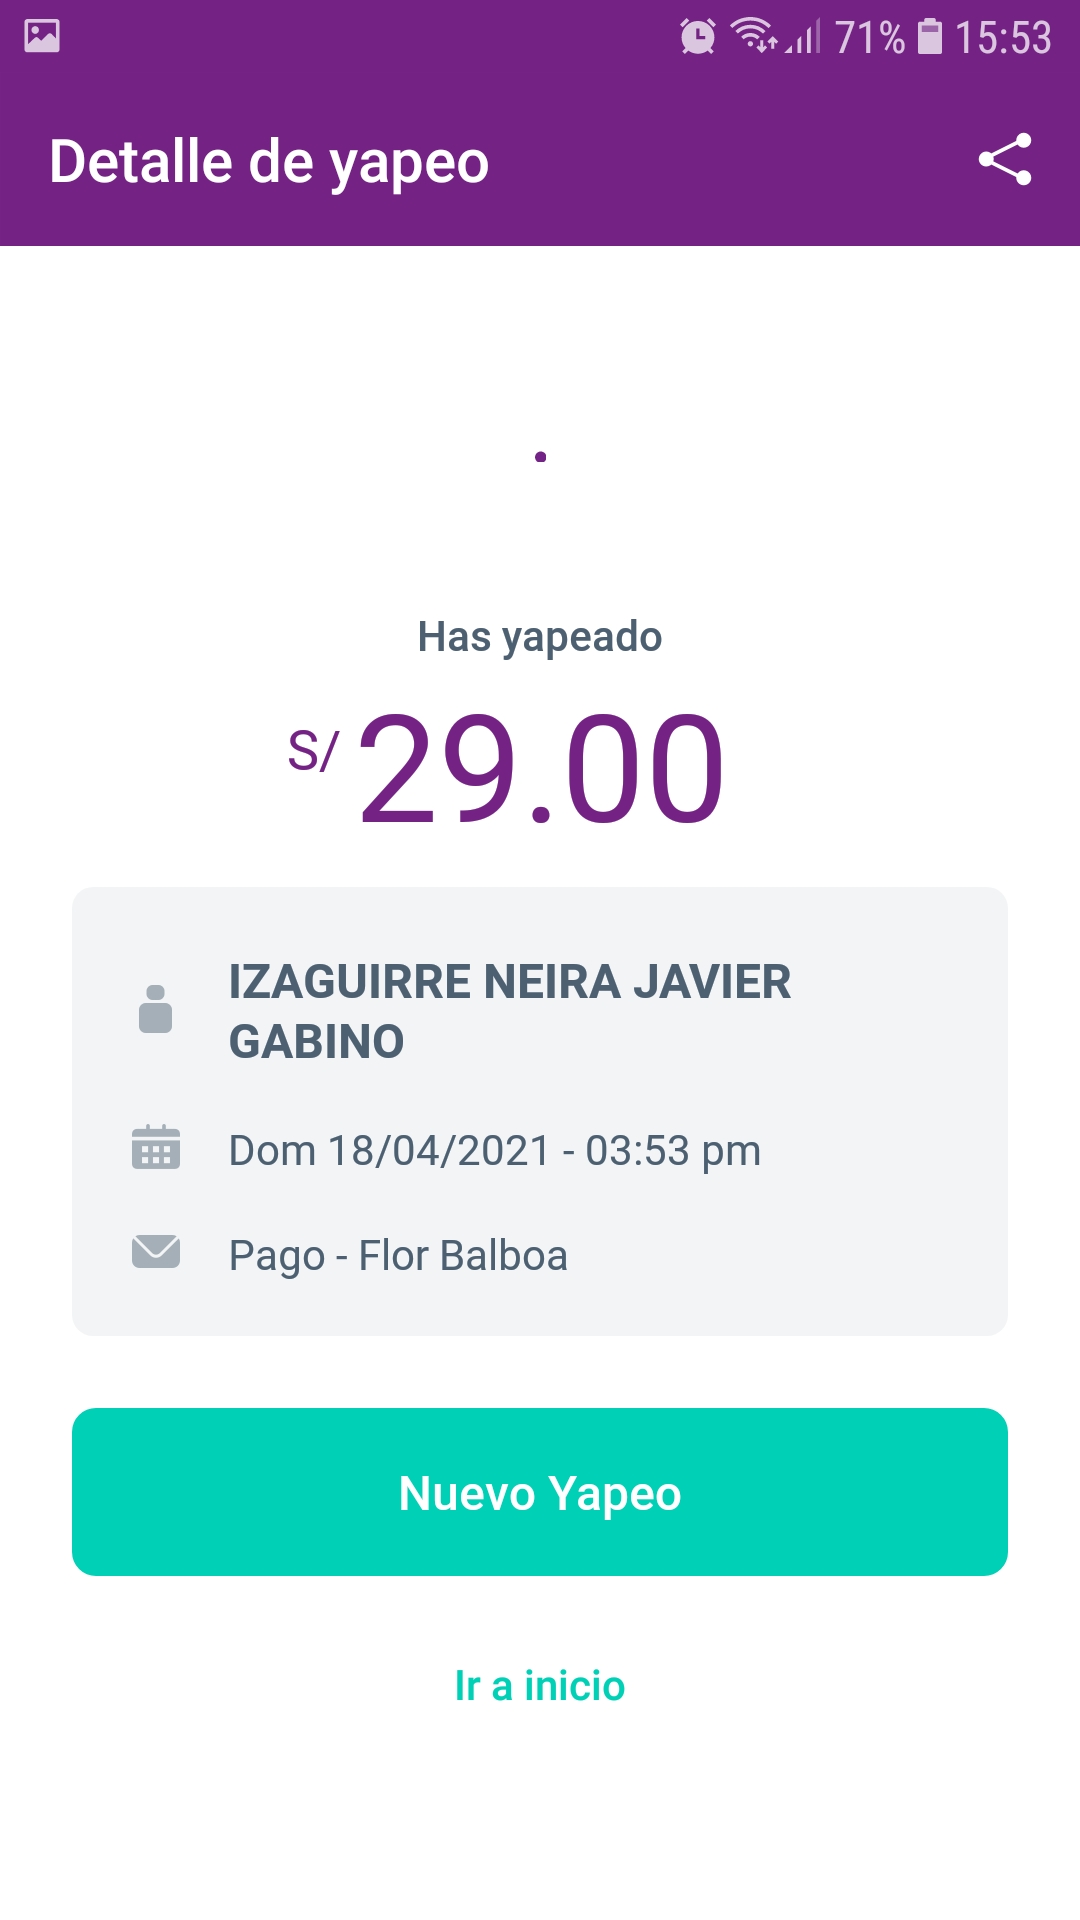 71% 15:53
Detalle de yapeo
Has yapeado
S/ 29.00
IZAGUIRRE NEIRA JAVIER
GABINO
Dom 18/04/2021 - 03:53 pm
Pago - Flor Balboa
Nuevo Yapeo
Ir a inicio